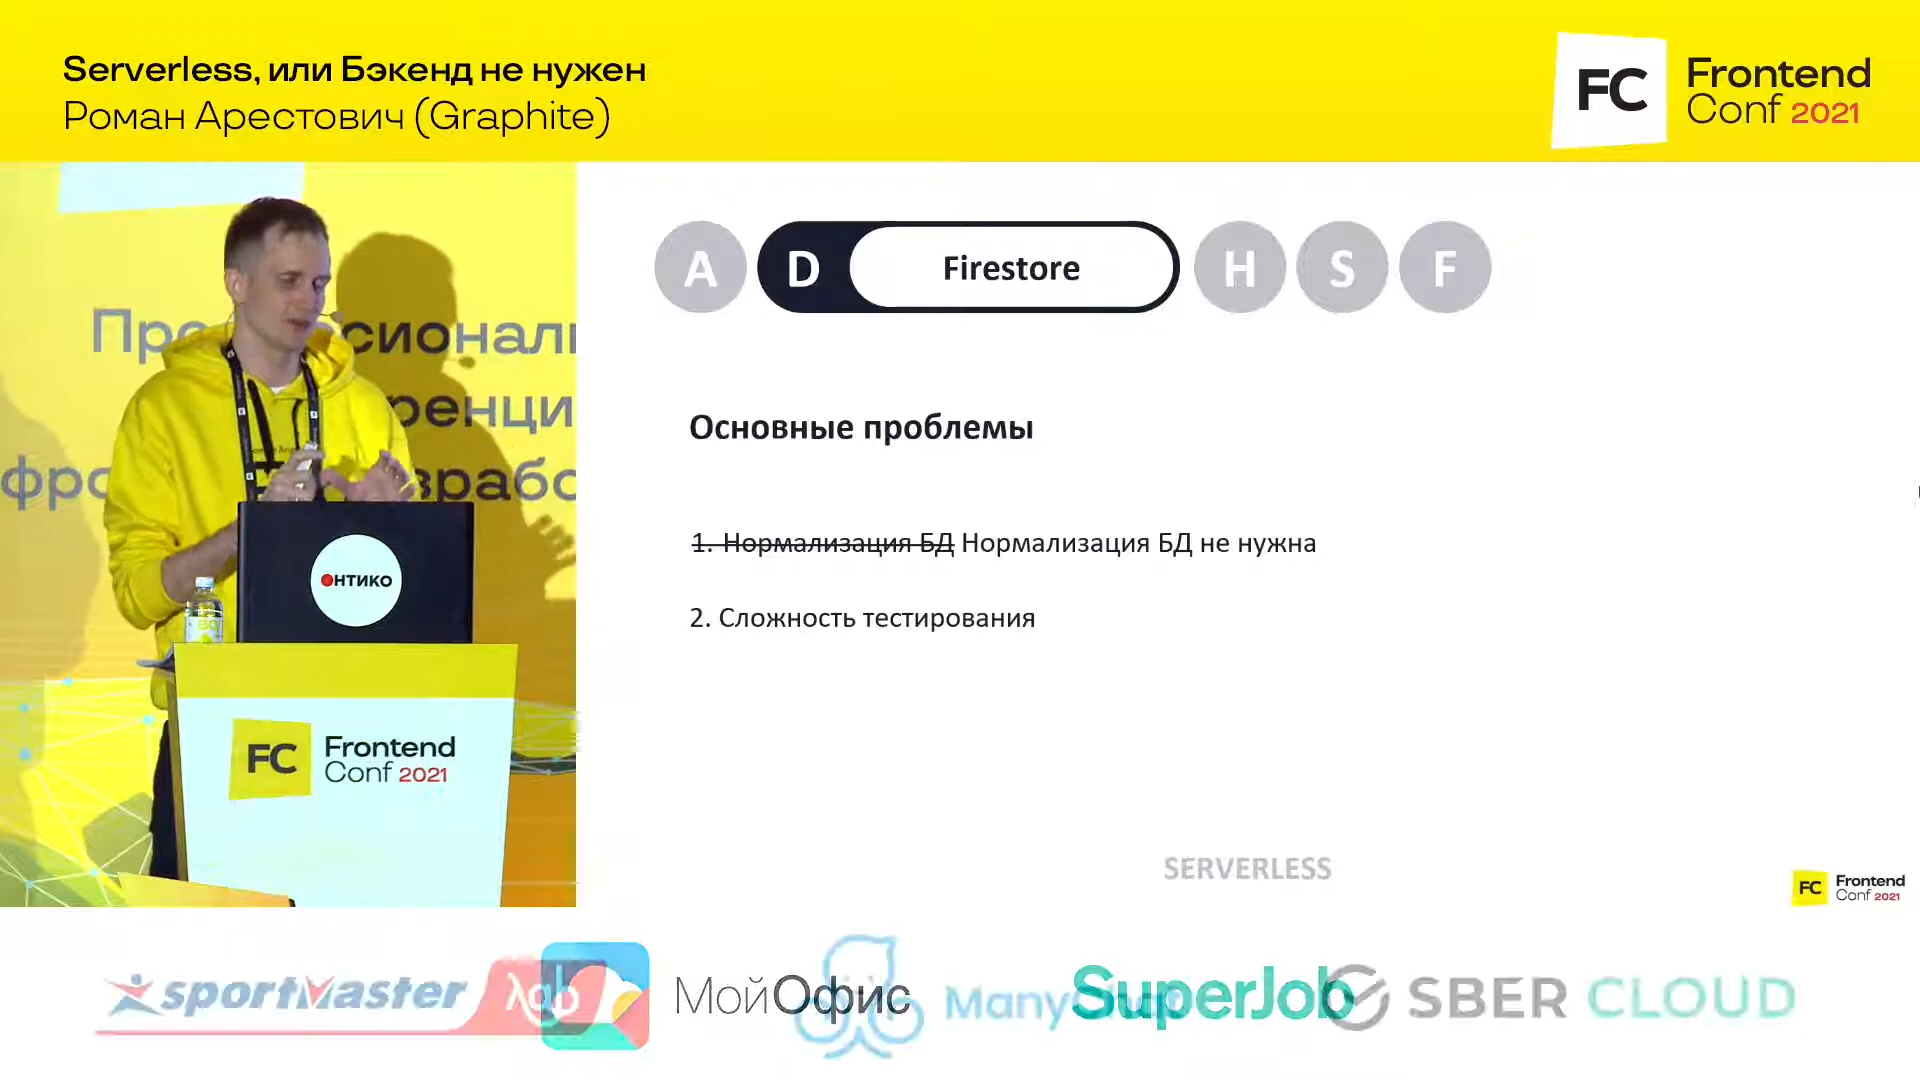 Serverless, или Бэкенд не нужен
Роман Арестович (Graphite)
FC
Frontend
Conf 2021
A
D
Firestore
H
S
F
Основные проблемы
1. Нормализация БД Нормализация БД не нужна
2. Сложность тестирования
SERVERLESS
FC
Frontend
Conf 2021
ОНТИКО
FC
Frontend
Conf 2021
sportmaster
lab
МойОфис
ManyChat
SuperJob
SBER CLOUD